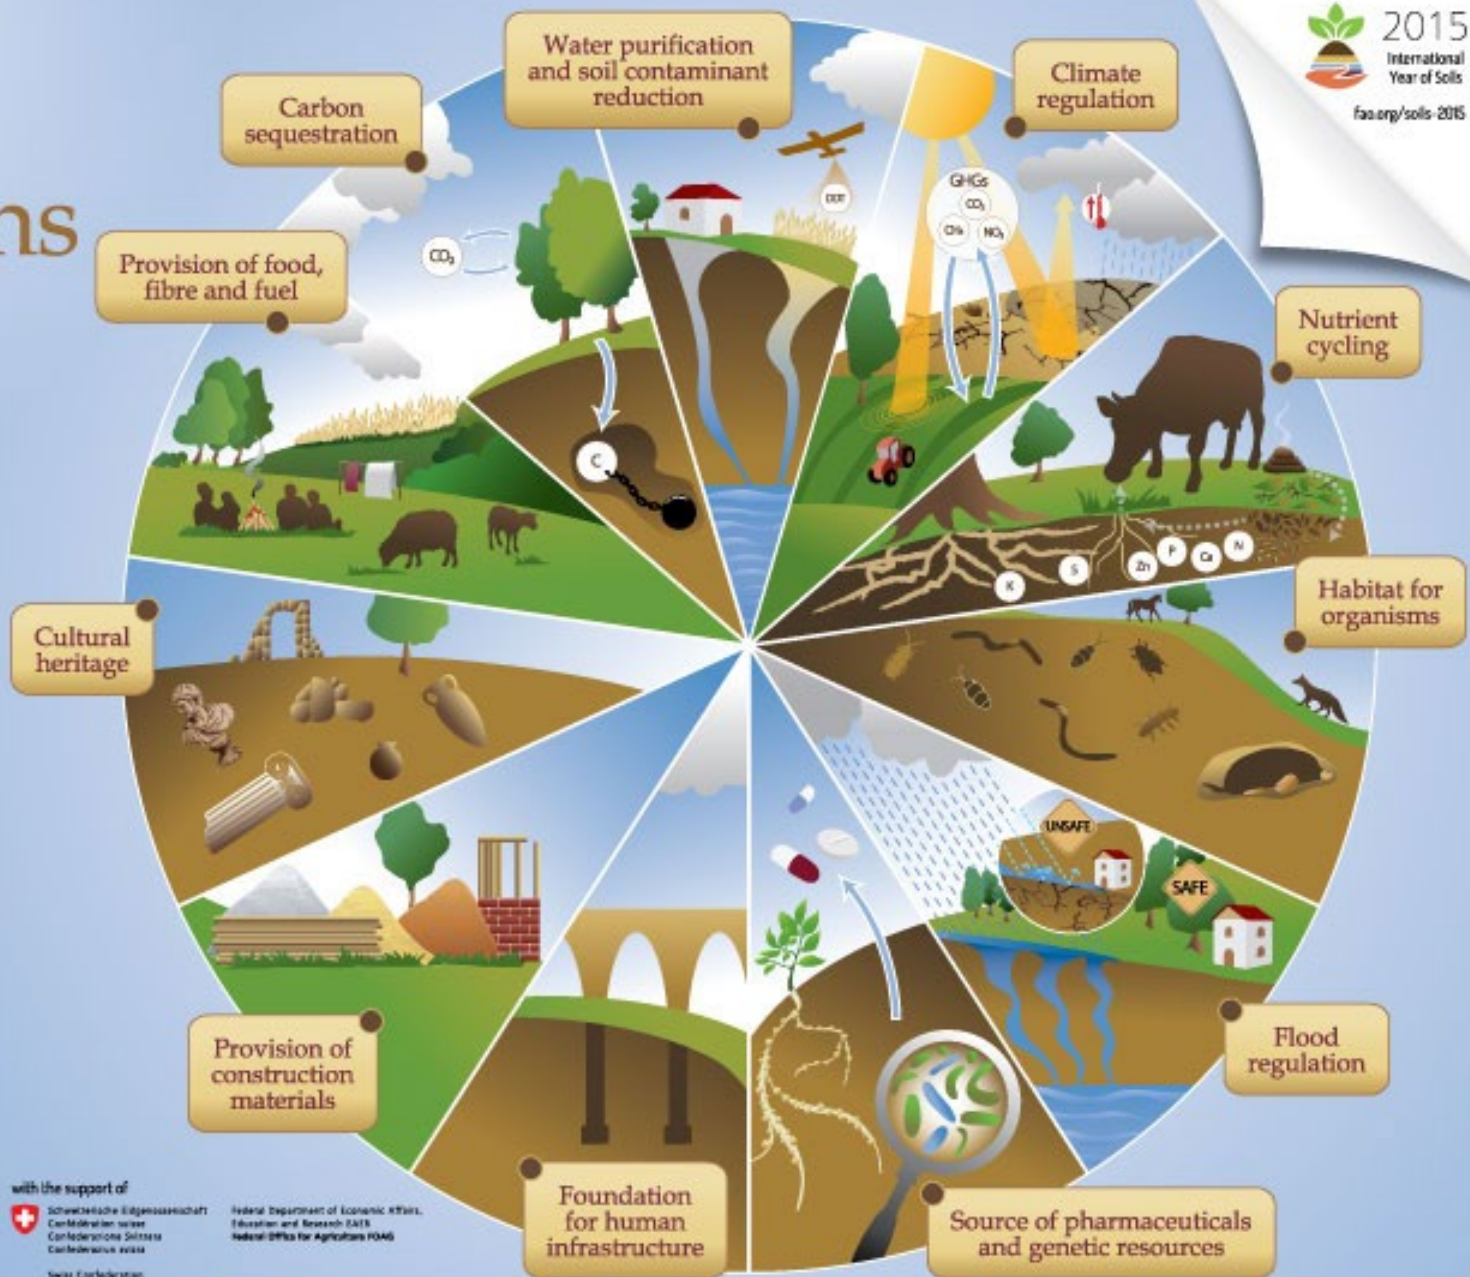 2015
International
Year of Soils
fao.org/soils-2015
ns
Water purification
and soil contaminant
reduction
Climate
regulation
Carbon
sequestration
Provision of food,
fibre and fuel
Nutrient
cycling
Habitat for
organisms
Cultural
heritage
Provision of
construction
materials
Foundation
for human
infrastructure
Source of pharmaceuticals
and genetic resources
Flood
regulation
CO₂
DDT
GHGs
CO₂
CH₄
C
K
S
Zn
P
Ca
N
UNSAFE
SAFE
with the support of
Schweizerische Eidgenossenschaft
Confédération suisse
Confederazione Svizzera
Confederaziun svizra
Swiss Confederation
Federal Department of Economic Affairs,
Education and Research EAER
Federal Office for Agriculture FOAG